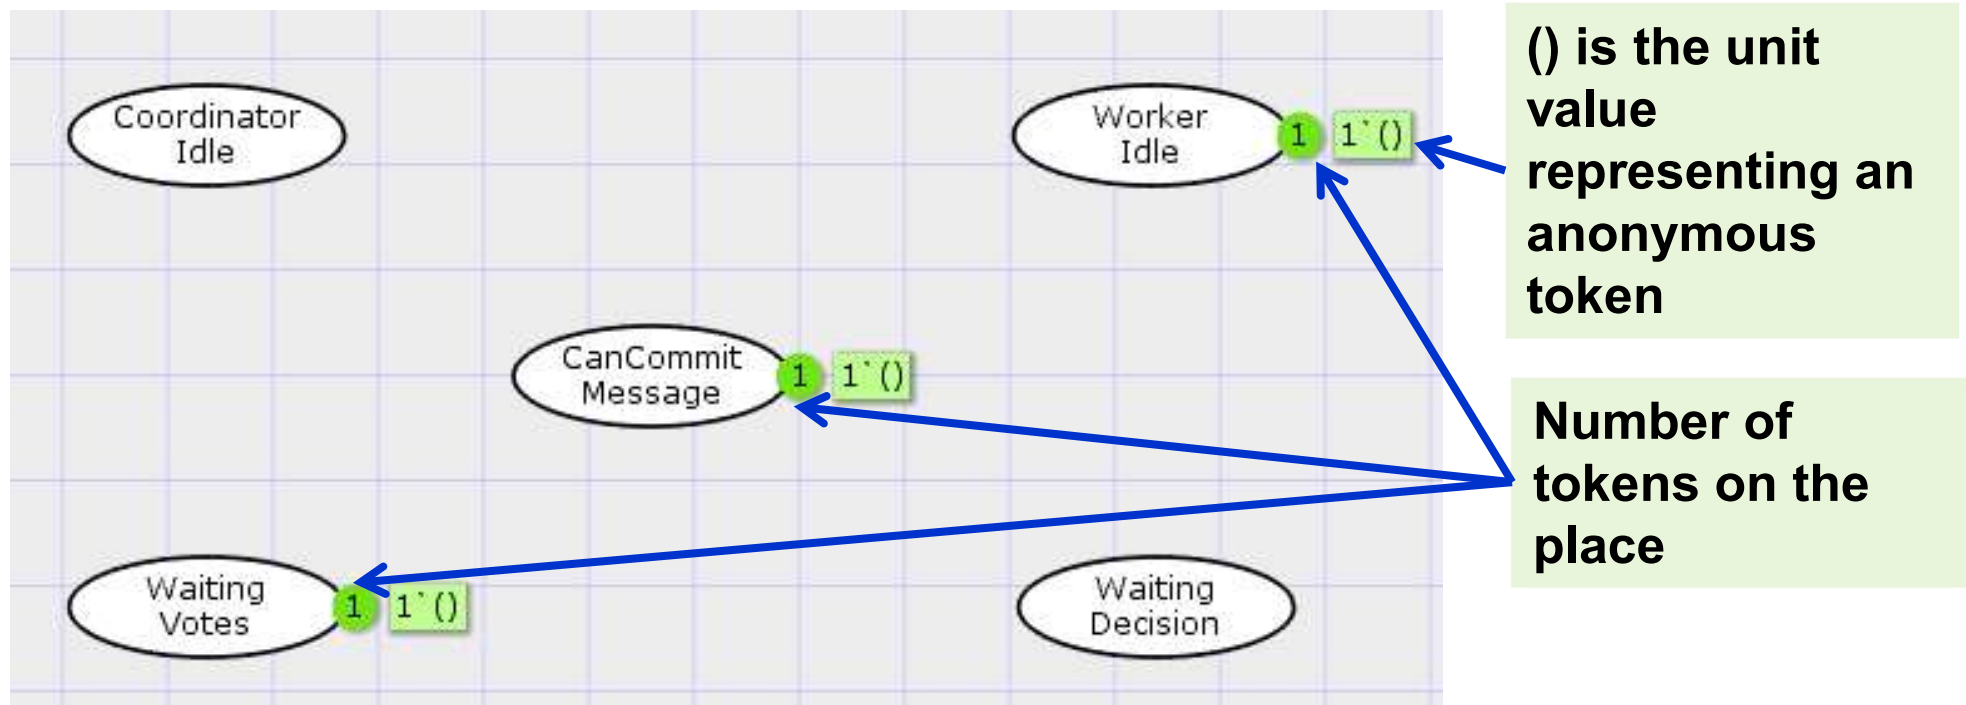 Coordinator
Idle
Worker
Idle
1
1`()
() is the unit
value
representing an
anonymous
token
CanCommit
Message
1
1`()
Number of
tokens on the
place
Waiting
Votes
1
1`()
Waiting
Decision